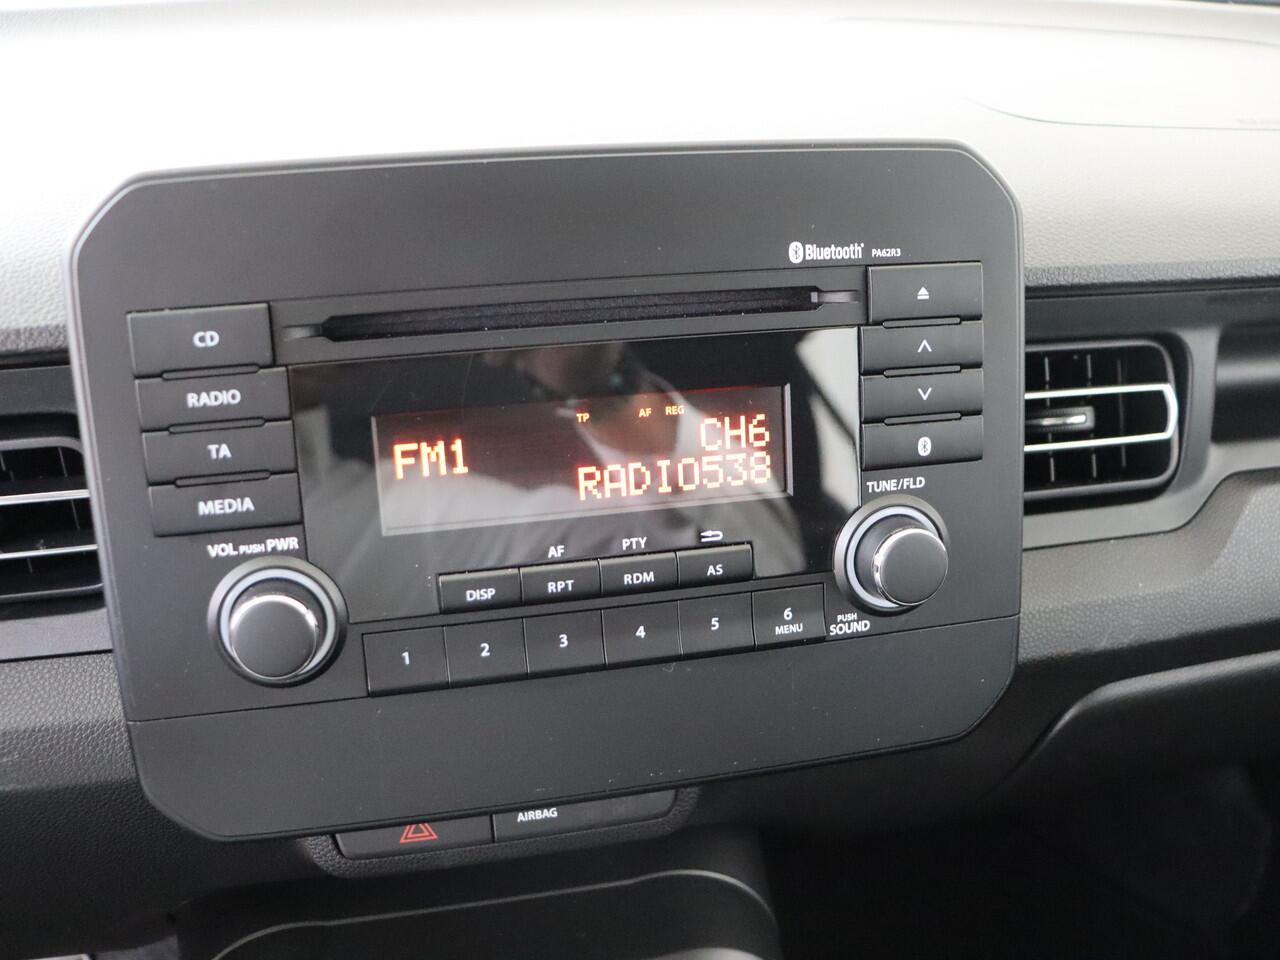 Bluetooth® PA62R3
CD
RADIO
TA
MEDIA
VOL PUSH PWR
TP AF REG
FM1
CH6
RADIO538
TUNE/FLD
PUSH
SOUND
AF PTY
DISP RPT RDM AS
1 2 3 4 5 6
MENU
AIRBAG